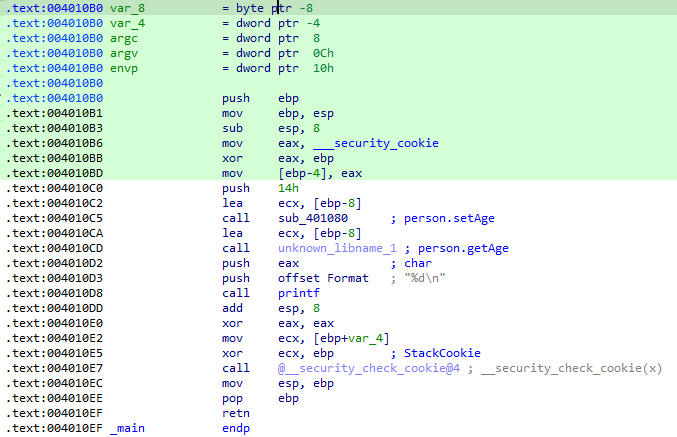 .text:004010B0 var_8 = byte ptr -8
.text:004010B0 var_4 = dword ptr -4
.text:004010B0 argc = dword ptr 8
.text:004010B0 argv = dword ptr 0Ch
.text:004010B0 envp = dword ptr 10h
.text:004010B0
.text:004010B0 push ebp
.text:004010B1 mov ebp, esp
.text:004010B3 sub esp, 8
.text:004010B6 mov eax, ___security_cookie
.text:004010BB xor eax, ebp
.text:004010BD mov [ebp-4], eax
.text:004010C0 push 14h
.text:004010C2 lea ecx, [ebp-8]
.text:004010C5 call sub_401080 ; person.setAge
.text:004010CA lea ecx, [ebp-8]
.text:004010CD call unknown_libname_1 ; person.getAge
.text:004010D2 push eax ; char
.text:004010D3 push offset Format ; "%d\n"
.text:004010D8 call printf
.text:004010DD add esp, 8
.text:004010E0 xor eax, eax
.text:004010E2 mov ecx, [ebp+var_4]
.text:004010E5 xor ecx, ebp ; StackCookie
.text:004010E7 call @__security_check_cookie@4 ; __security_check_cookie(x)
.text:004010EC mov esp, ebp
.text:004010EE pop ebp
.text:004010EF retn
.text:004010EF _main endp